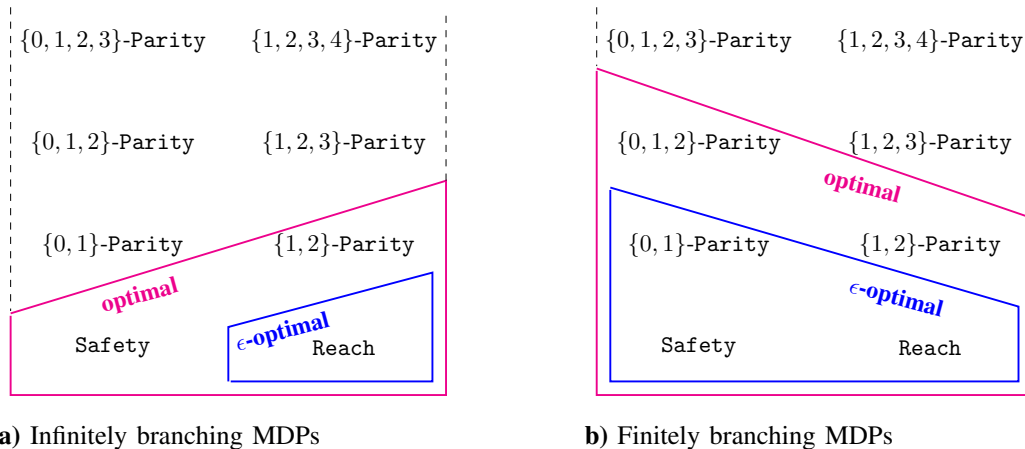 {0, 1, 2, 3}-Parity {1, 2, 3, 4}-Parity
{0, 1, 2}-Parity {1, 2, 3}-Parity
{0, 1}-Parity {1, 2}-Parity
optimal
ϵ-optimal
Safety Reach
a) Infinitely branching MDPs
{0, 1, 2, 3}-Parity {1, 2, 3, 4}-Parity
{0, 1, 2}-Parity {1, 2, 3}-Parity
optimal
{0, 1}-Parity {1, 2}-Parity
ϵ-optimal
Safety Reach
b) Finitely branching MDPs